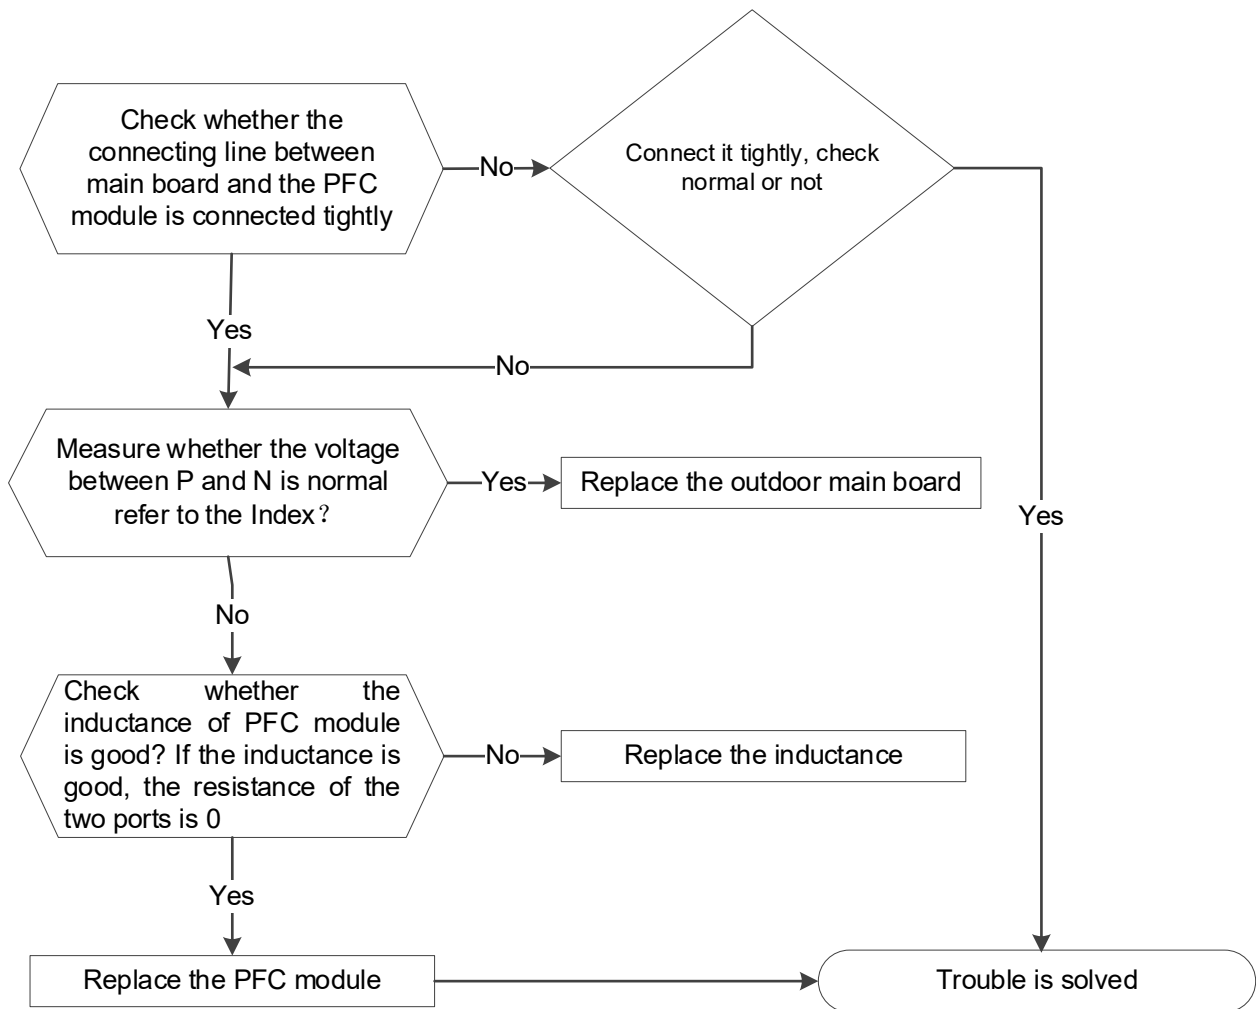 Check whether the
connecting line between
main board and the PFC
module is connected tightly
No
Connect it tightly, check
normal or not
Yes
No
Measure whether the voltage
between P and N is normal
refer to the Index？
Yes
Replace the outdoor main board
Yes
No
Check whether the
inductance of PFC module
is good? If the inductance is
good, the resistance of the
two ports is 0
No
Replace the inductance
Yes
Replace the PFC module
Trouble is solved